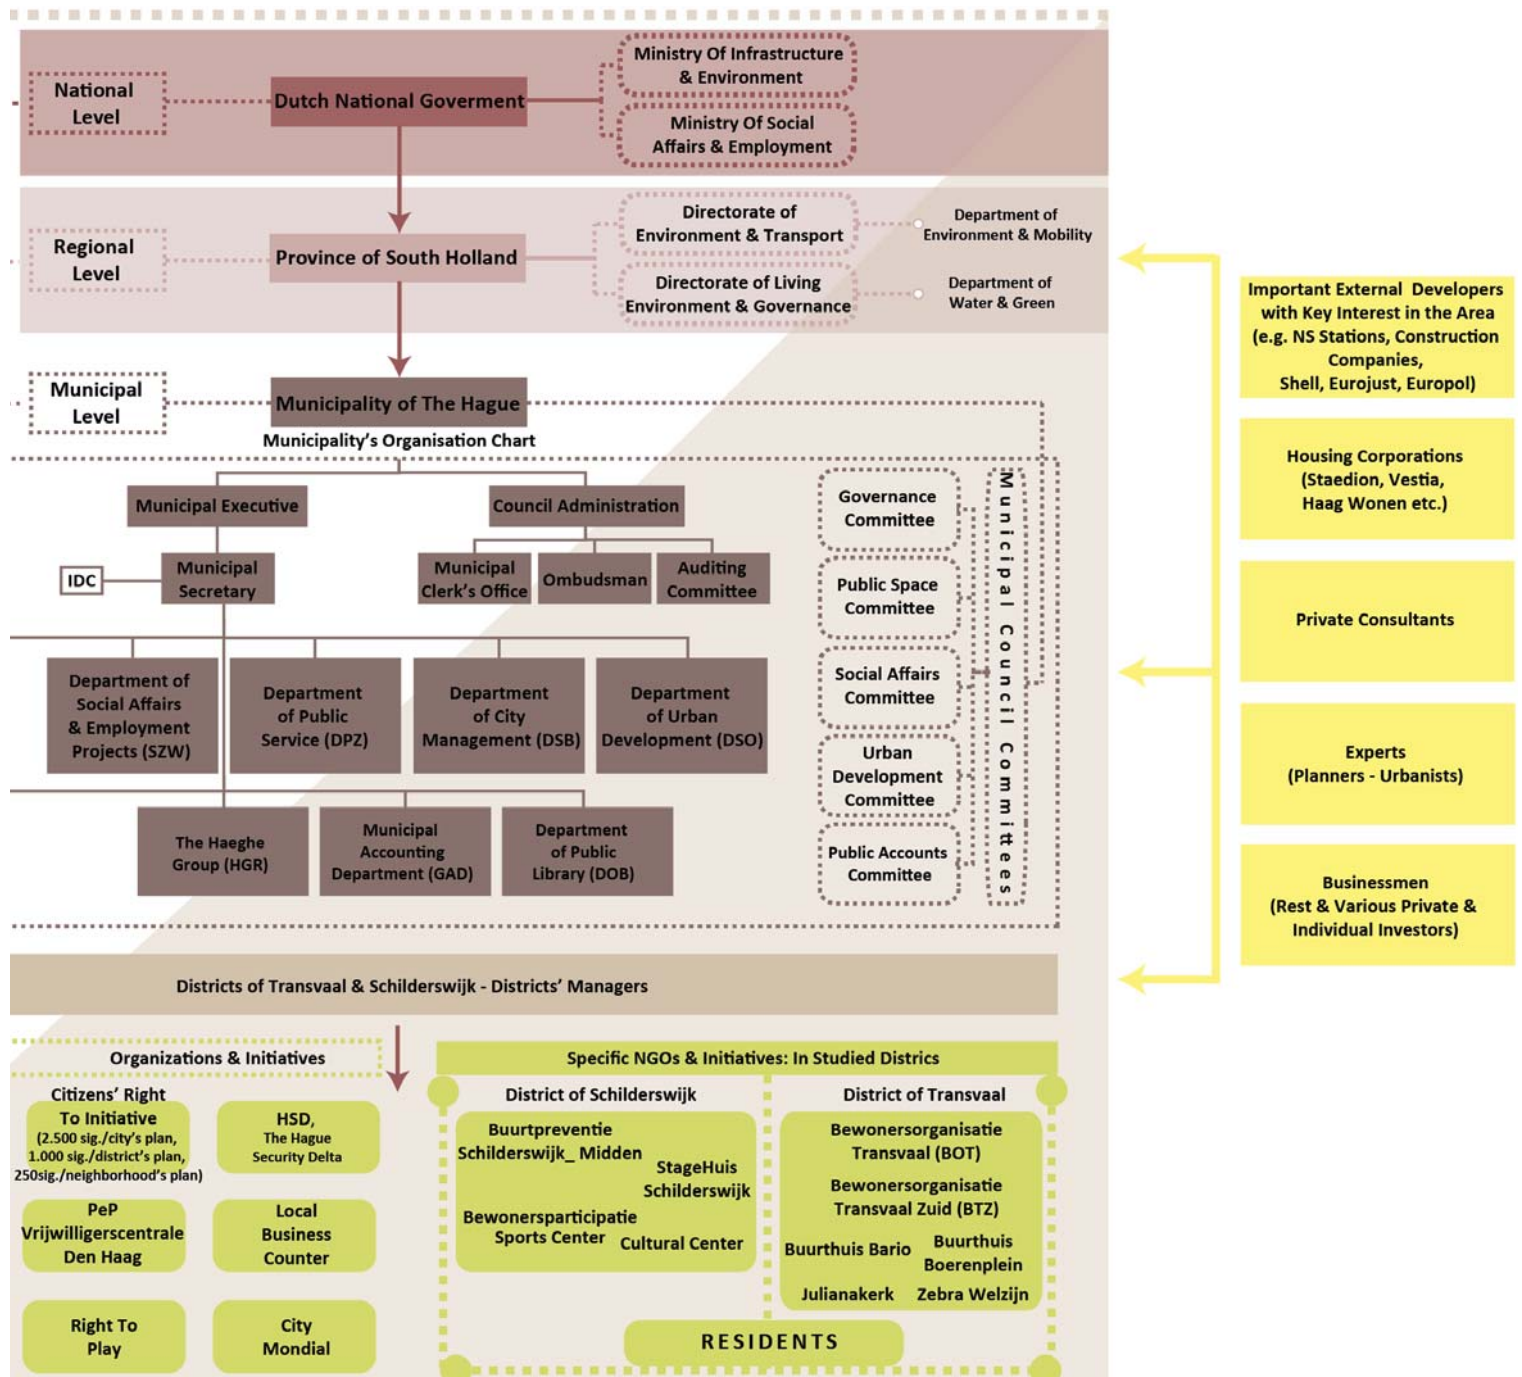 National
Level
Dutch National Goverment
Ministry Of Infrastructure
& Environment
Ministry Of Social
Affairs & Employment
Regional
Level
Province of South Holland
Directorate of
Environment & Transport
Department of
Environment & Mobility
Directorate of Living
Environment & Governance
Department of
Water & Green
Municipal
Level
Municipality of The Hague
Municipality's Organisation Chart
Municipal Executive
Council Administration
IDC
Municipal
Secretary
Municipal
Clerk's Office
Ombudsman
Auditing
Committee
Department of
Social Affairs
& Employment
Projects (SZW)
Department
of Public
Service (DPZ)
Department
of City
Management (DSB)
Department
of Urban
Development (DSO)
The Haeghe
Group (HGR)
Municipal
Accounting
Department (GAD)
Department
of Public
Library (DOB)
Governance
Committee
Public Space
Committee
Social Affairs
Committee
Urban
Development
Committee
Public Accounts
Committee
Municipal Council Committees
Districts of Transvaal & Schilderswijk - Districts' Managers
Organizations & Initiatives
Citizens' Right
To Initiative
(2.500 sig./city's plan,
1.000 sig./district's plan,
250sig./neighborhood's plan)
HSD,
The Hague
Security Delta
PeP
Vrijwilligerscentrale
Den Haag
Local
Business
Counter
Right To
Play
City
Mondial
Specific NGOs & Initiatives: In Studied Districs
District of Schilderswijk
Buurtpreventie
Schilderswijk_ Midden
StageHuis
Schilderswijk
Bewonersparticipatie
Sports Center
Cultural Center
District of Transvaal
Bewonersorganisatie
Transvaal (BOT)
Bewonersorganisatie
Transvaal Zuid (BTZ)
Buurthuis Bario
Buurthuis
Boerenplein
Julianakerk
Zebra Welzijn
RESIDENTS
Important External Developers
with Key Interest in the Area
(e.g. NS Stations, Construction
Companies,
Shell, Eurojust, Europol)
Housing Corporations
(Staedion, Vestia,
Haag Wonen etc.)
Private Consultants
Experts
(Planners - Urbanists)
Businessmen
(Rest & Various Private &
Individual Investors)